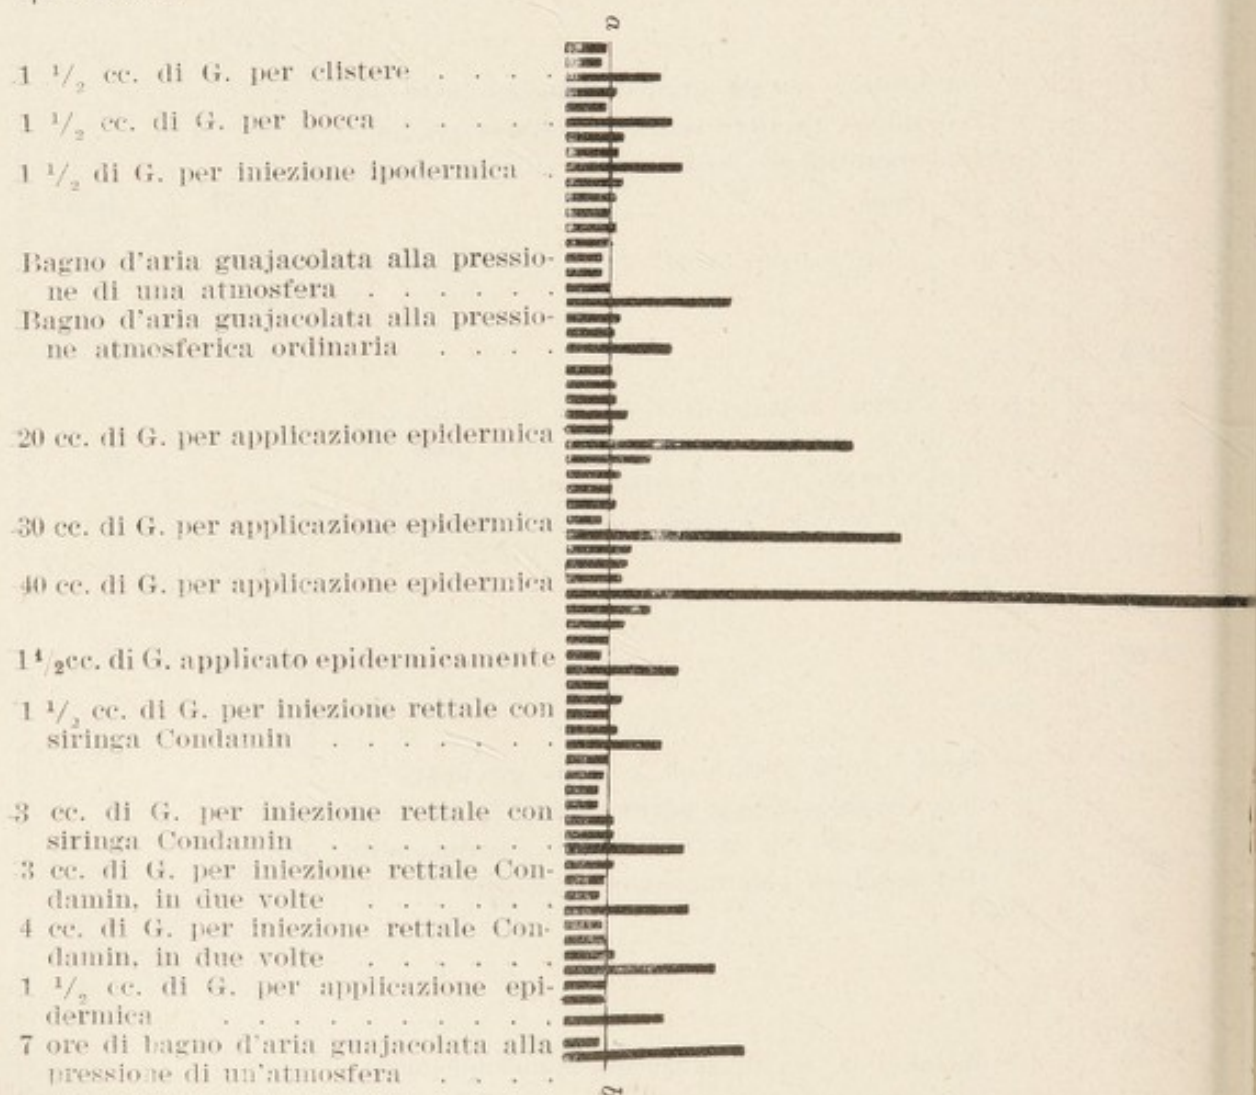 a
1 1/2 cc. di G. per clistere . . . .
1 1/2 cc. di G. per bocca . . . . .
1 1/2 di G. per iniezione ipodermica .
Bagno d'aria guajacolata alla pressio-
ne di una atmosfera . . . . . .
Bagno d'aria guajacolata alla pressio-
ne atmosferica ordinaria . . . .
20 cc. di G. per applicazione epidermica
30 cc. di G. per applicazione epidermica
40 cc. di G. per applicazione epidermica
1 1/2 cc. di G. applicato epidermicamente
1 1/2 cc. di G. per iniezione rettale con
siringa Condamin . . . . . . .
3 cc. di G. per iniezione rettale con
siringa Condamin . . . . . . .
3 cc. di G. per iniezione rettale Con-
damin, in due volte . . . . . .
4 cc. di G. per iniezione rettale Con-
damin, in due volte . . . . . .
1 1/2 cc. di G. per applicazione epi-
dermica . . . . . . . . . .
7 ore di bagno d'aria guajacolata alla
pressione di un'atmosfera . . . .
b